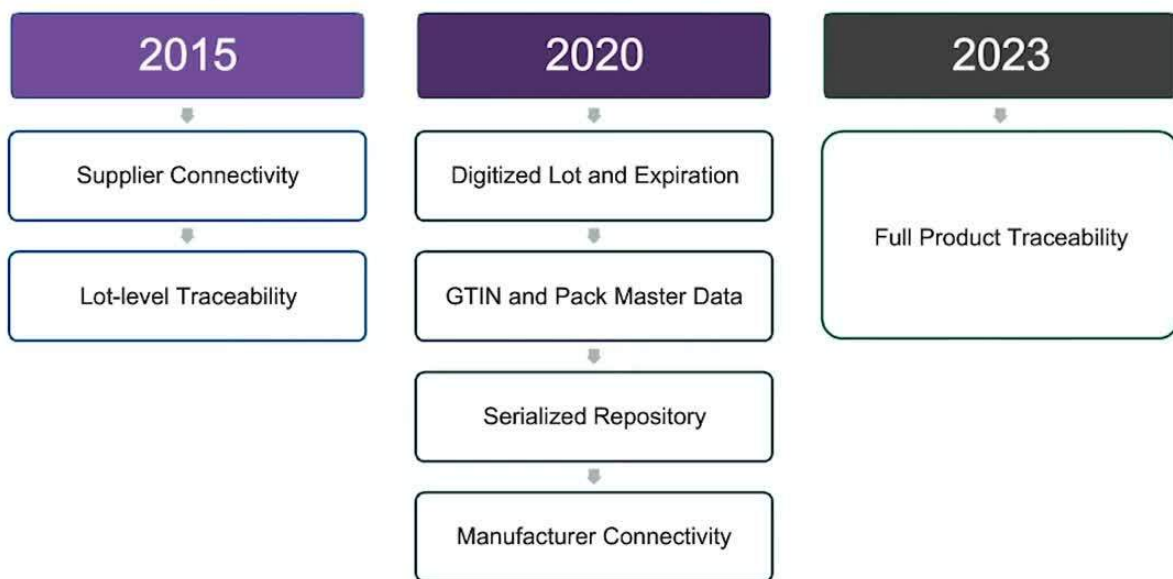 2015
Supplier Connectivity
Lot-level Traceability
2020
Digitized Lot and Expiration
GTIN and Pack Master Data
Serialized Repository
Manufacturer Connectivity
2023
Full Product Traceability